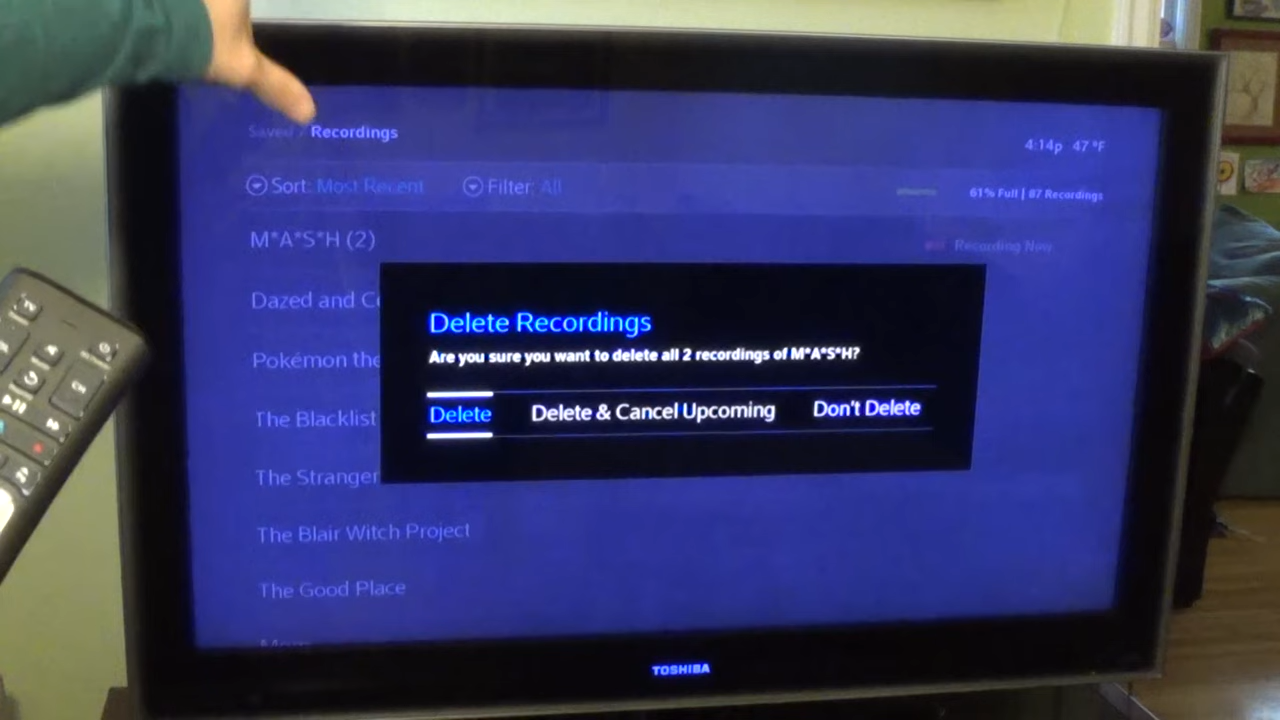 Saved / Recordings
4:14p 47 °F
Sort: Most Recent Filter: All
61% Full | 87 Recordings
M*A*S*H (2)
Recording Now
Dazed and C
Delete Recordings
Are you sure you want to delete all 2 recordings of M*A*S*H?
Pokémon the
Delete Delete & Cancel Upcoming Don't Delete
The Blacklist
The Stranger
The Blair Witch Project
The Good Place
TOSHIBA